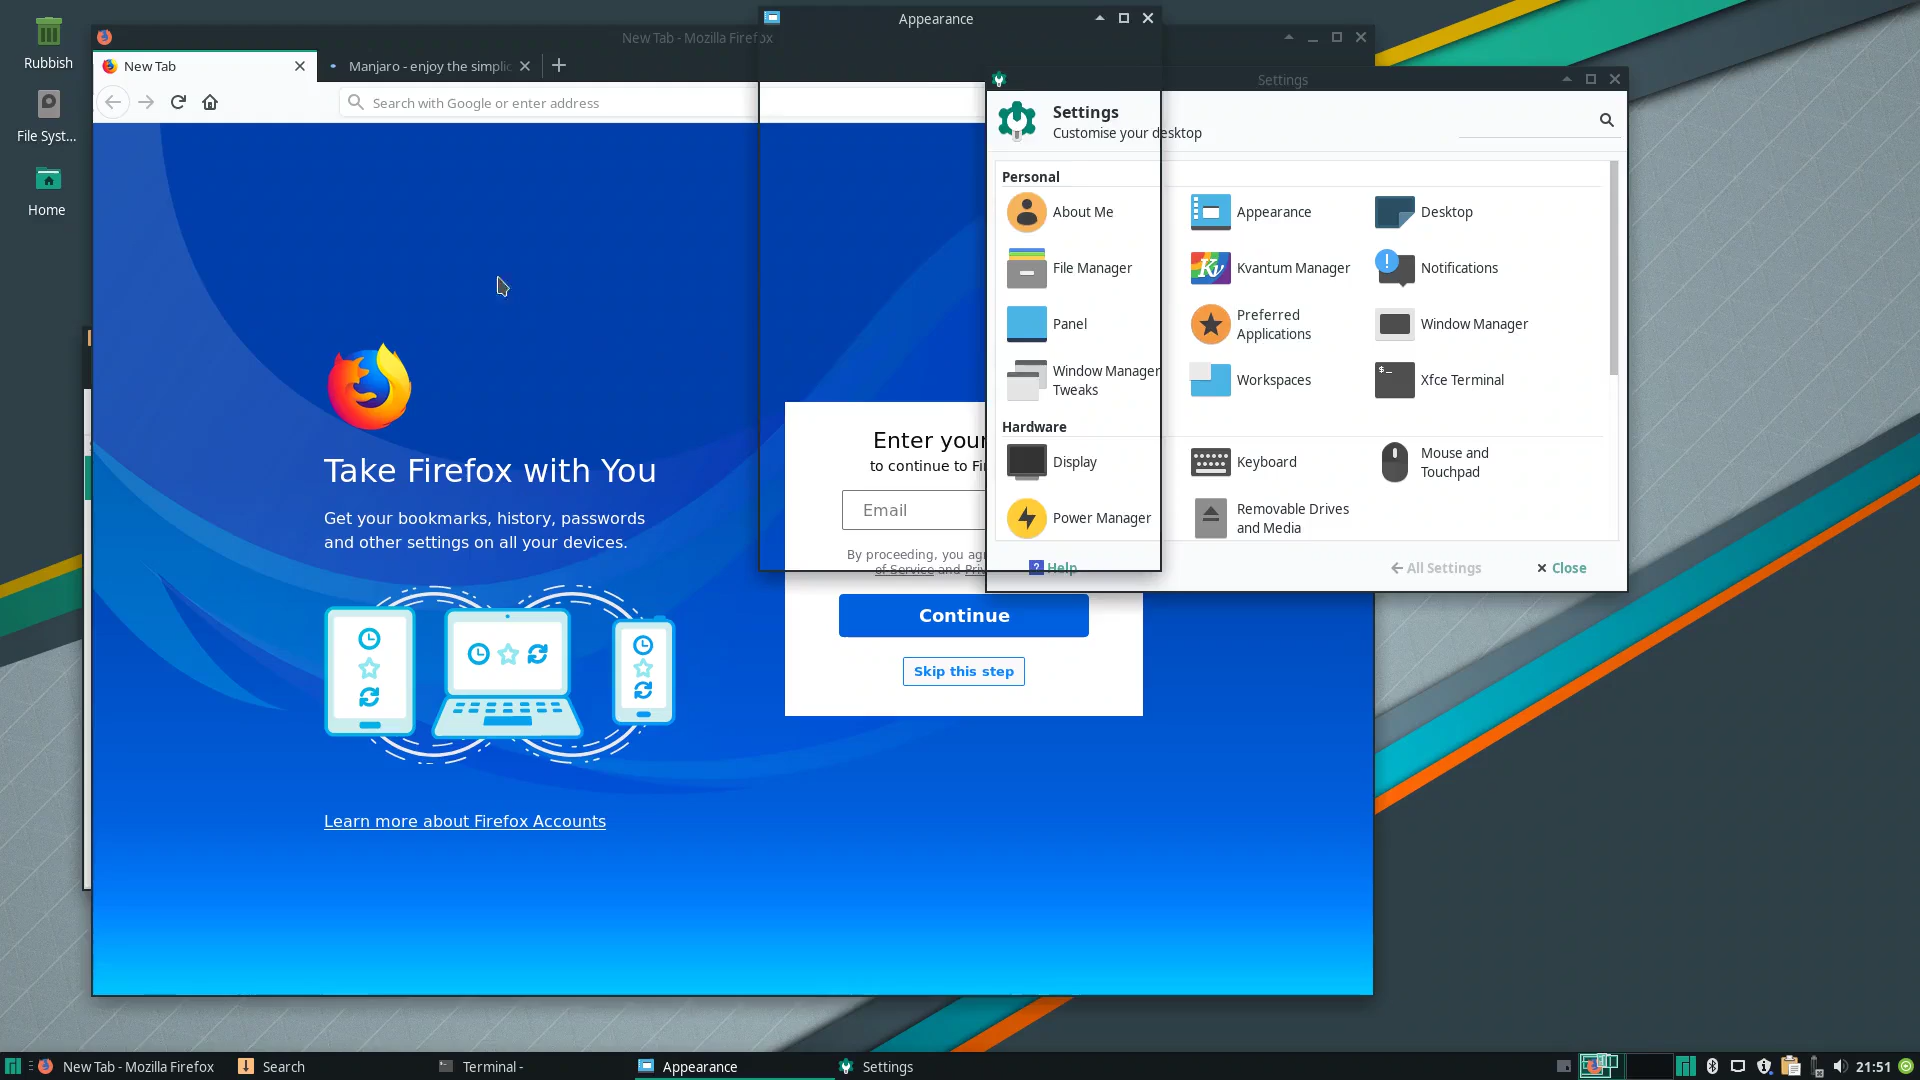 Rubbish
File Syst...
Home
Appearance
New Tab - Mozilla Firefox
New Tab
Manjaro - enjoy the simplic
Search with Google or enter address
Settings
Settings
Customise your desktop
Personal
About Me
Appearance
Desktop
File Manager
Kvantum Manager
Notifications
Panel
Preferred
Applications
Window Manager
Window Manager
Tweaks
Workspaces
$_
Xfce Terminal
Hardware
Display
Keyboard
Mouse and
Touchpad
Power Manager
Removable Drives
and Media
? Help
All Settings
Close
Take Firefox with You
Get your bookmarks, history, passwords
and other settings on all your devices.
Learn more about Firefox Accounts
Enter your
to continue to Fi
Email
By proceeding, you ag
of Service and Pri
Continue
Skip this step
New Tab - Mozilla Firefox
Search
Terminal -
Appearance
Settings
21:51